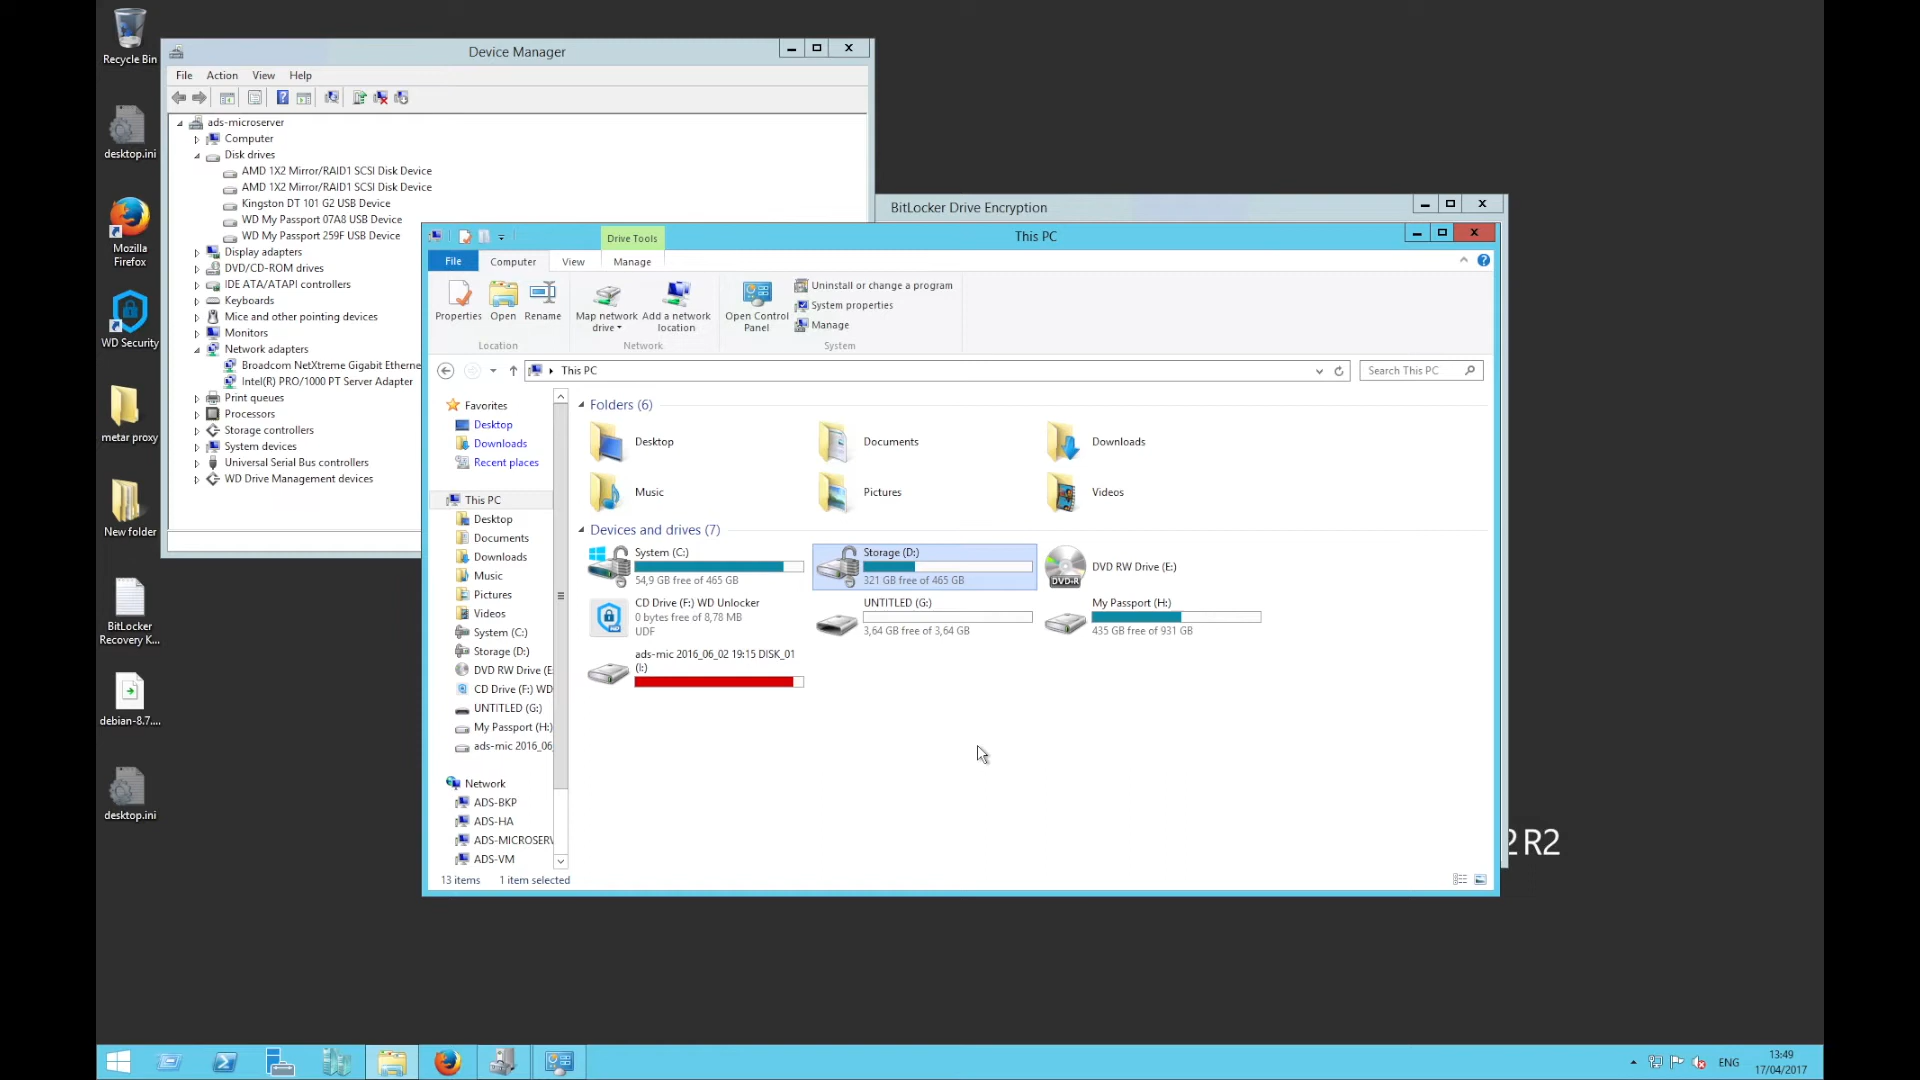 Recycle Bin
desktop.ini
Mozilla
Firefox
WD Security
metar proxy
New folder
BitLocker
Recovery K...
debian-8.7....
desktop.ini
Device Manager
File Action View Help
ads-microserver
Computer
Disk drives
AMD 1X2 Mirror/RAID1 SCSI Disk Device
AMD 1X2 Mirror/RAID1 SCSI Disk Device
Kingston DT 101 G2 USB Device
WD My Passport 07A8 USB Device
WD My Passport 259F USB Device
Display adapters
DVD/CD-ROM drives
IDE ATA/ATAPI controllers
Keyboards
Mice and other pointing devices
Monitors
Network adapters
Broadcom NetXtreme Gigabit Etherne
Intel(R) PRO/1000 PT Server Adapter
Print queues
Processors
Storage controllers
System devices
Universal Serial Bus controllers
WD Drive Management devices
BitLocker Drive Encryption
Drive Tools
This PC
File Computer View Manage
Properties Open Rename
Location
Map network
drive
Add a network
location
Network
Open Control
Panel
Uninstall or change a program
System properties
Manage
System
This PC
Search This PC
Favorites
Desktop
Downloads
Recent places
This PC
Desktop
Documents
Downloads
Music
Pictures
Videos
System (C:)
Storage (D:)
DVD RW Drive (E:
CD Drive (F:) WD
UNTITLED (G:)
My Passport (H:)
ads-mic 2016_06_
Network
ADS-BKP
ADS-HA
ADS-MICROSERV
ADS-VM
Folders (6)
Desktop Documents Downloads
Music Pictures Videos
Devices and drives (7)
System (C:)
54,9 GB free of 465 GB
Storage (D:)
321 GB free of 465 GB
DVD-R
DVD RW Drive (E:)
CD Drive (F:) WD Unlocker
0 bytes free of 8,78 MB
UDF
UNTITLED (G:)
3,64 GB free of 3,64 GB
My Passport (H:)
435 GB free of 931 GB
ads-mic 2016_06_02 19:15 DISK_01
(I:)
13 items 1 item selected
2 R2
ENG
13:49
17/04/2017